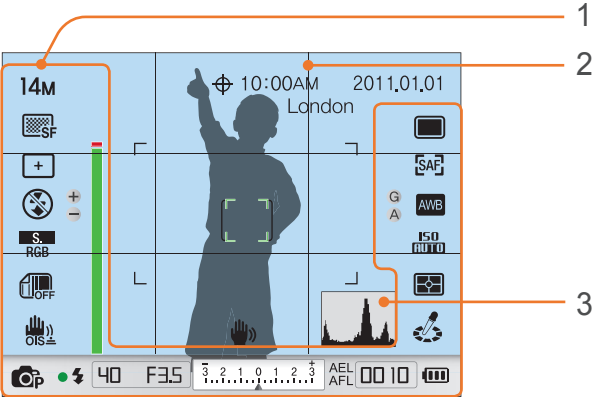 1
2
10:00AM 2011.01.01
London
14M
SF
SAF
G
A
AWB
S.
RGB
ISO
AUTO
OFF
OIS
3
P 40 F3.5 3 2 1 0 1 2 3 AEL
AFL 0010